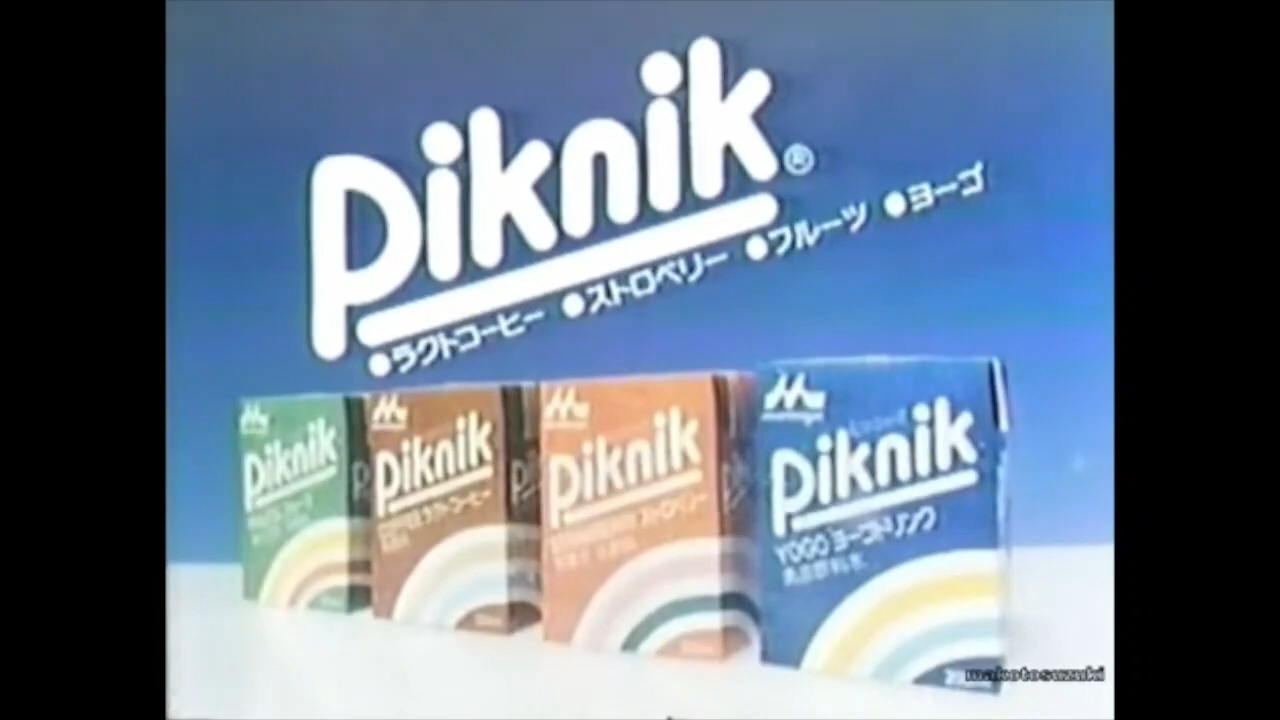 Piknik®
●ラクトコーヒー ●ストロベリー ●フルーツ ●ヨーゴ
Piknik
Piknik
COFFEE ラクトコーヒー
Piknik
ストロベリー
Piknik
YOGO ヨーゴドリンク
makotosuzuki